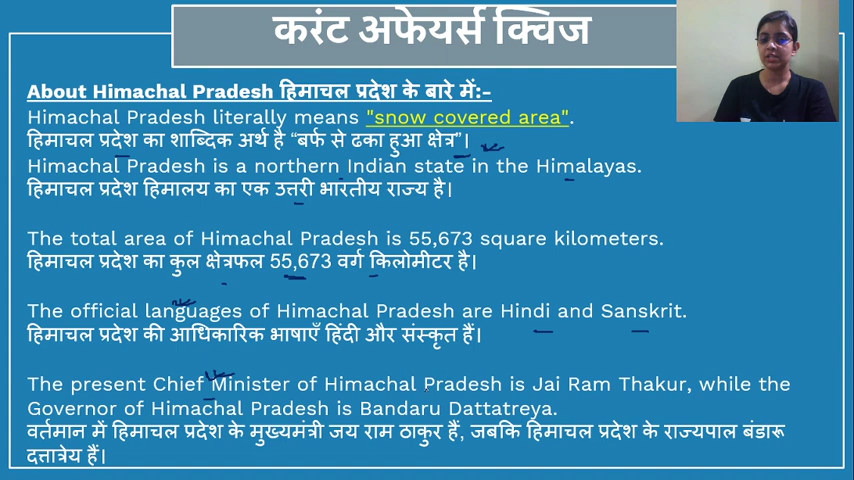 करंट अफेयर्स क्विज
About Himachal Pradesh हिमाचल प्रदेश के बारे में:-
Himachal Pradesh literally means "snow covered area".
हिमाचल प्रदेश का शाब्दिक अर्थ है “बर्फ से ढका हुआ क्षेत्र”।
Himachal Pradesh is a northern Indian state in the Himalayas.
हिमाचल प्रदेश हिमालय का एक उत्तरी भारतीय राज्य है।
The total area of Himachal Pradesh is 55,673 square kilometers.
हिमाचल प्रदेश का कुल क्षेत्रफल 55,673 वर्ग किलोमीटर है।
The official languages of Himachal Pradesh are Hindi and Sanskrit.
हिमाचल प्रदेश की आधिकारिक भाषाएँ हिंदी और संस्कृत हैं।
The present Chief Minister of Himachal Pradesh is Jai Ram Thakur, while the
Governor of Himachal Pradesh is Bandaru Dattatreya.
वर्तमान में हिमाचल प्रदेश के मुख्यमंत्री जय राम ठाकुर हैं, जबकि हिमाचल प्रदेश के राज्यपाल बंडारू
दत्तात्रेय हैं।